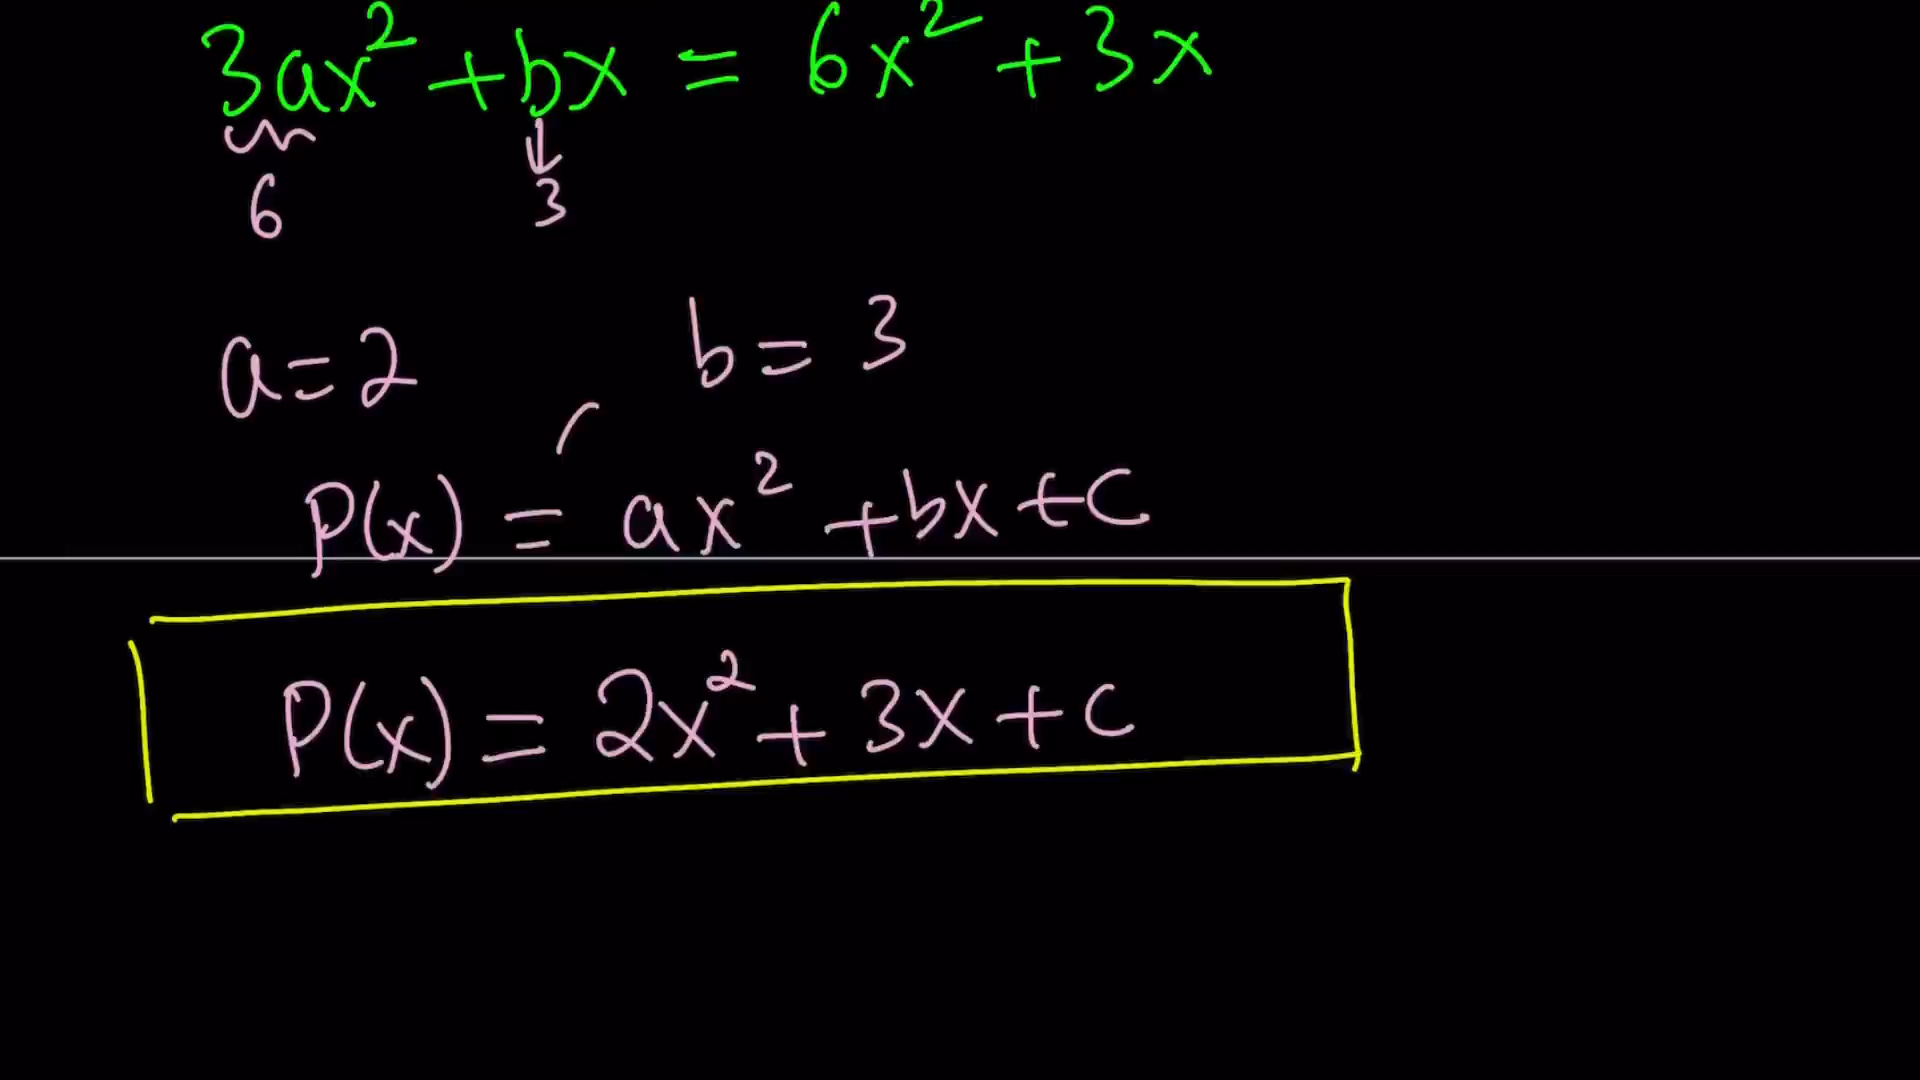 3ax² + bx = 6x² + 3x
6 3
a = 2 b = 3
P(x) = ax² + bx + c
P(x) = 2x² + 3x + c